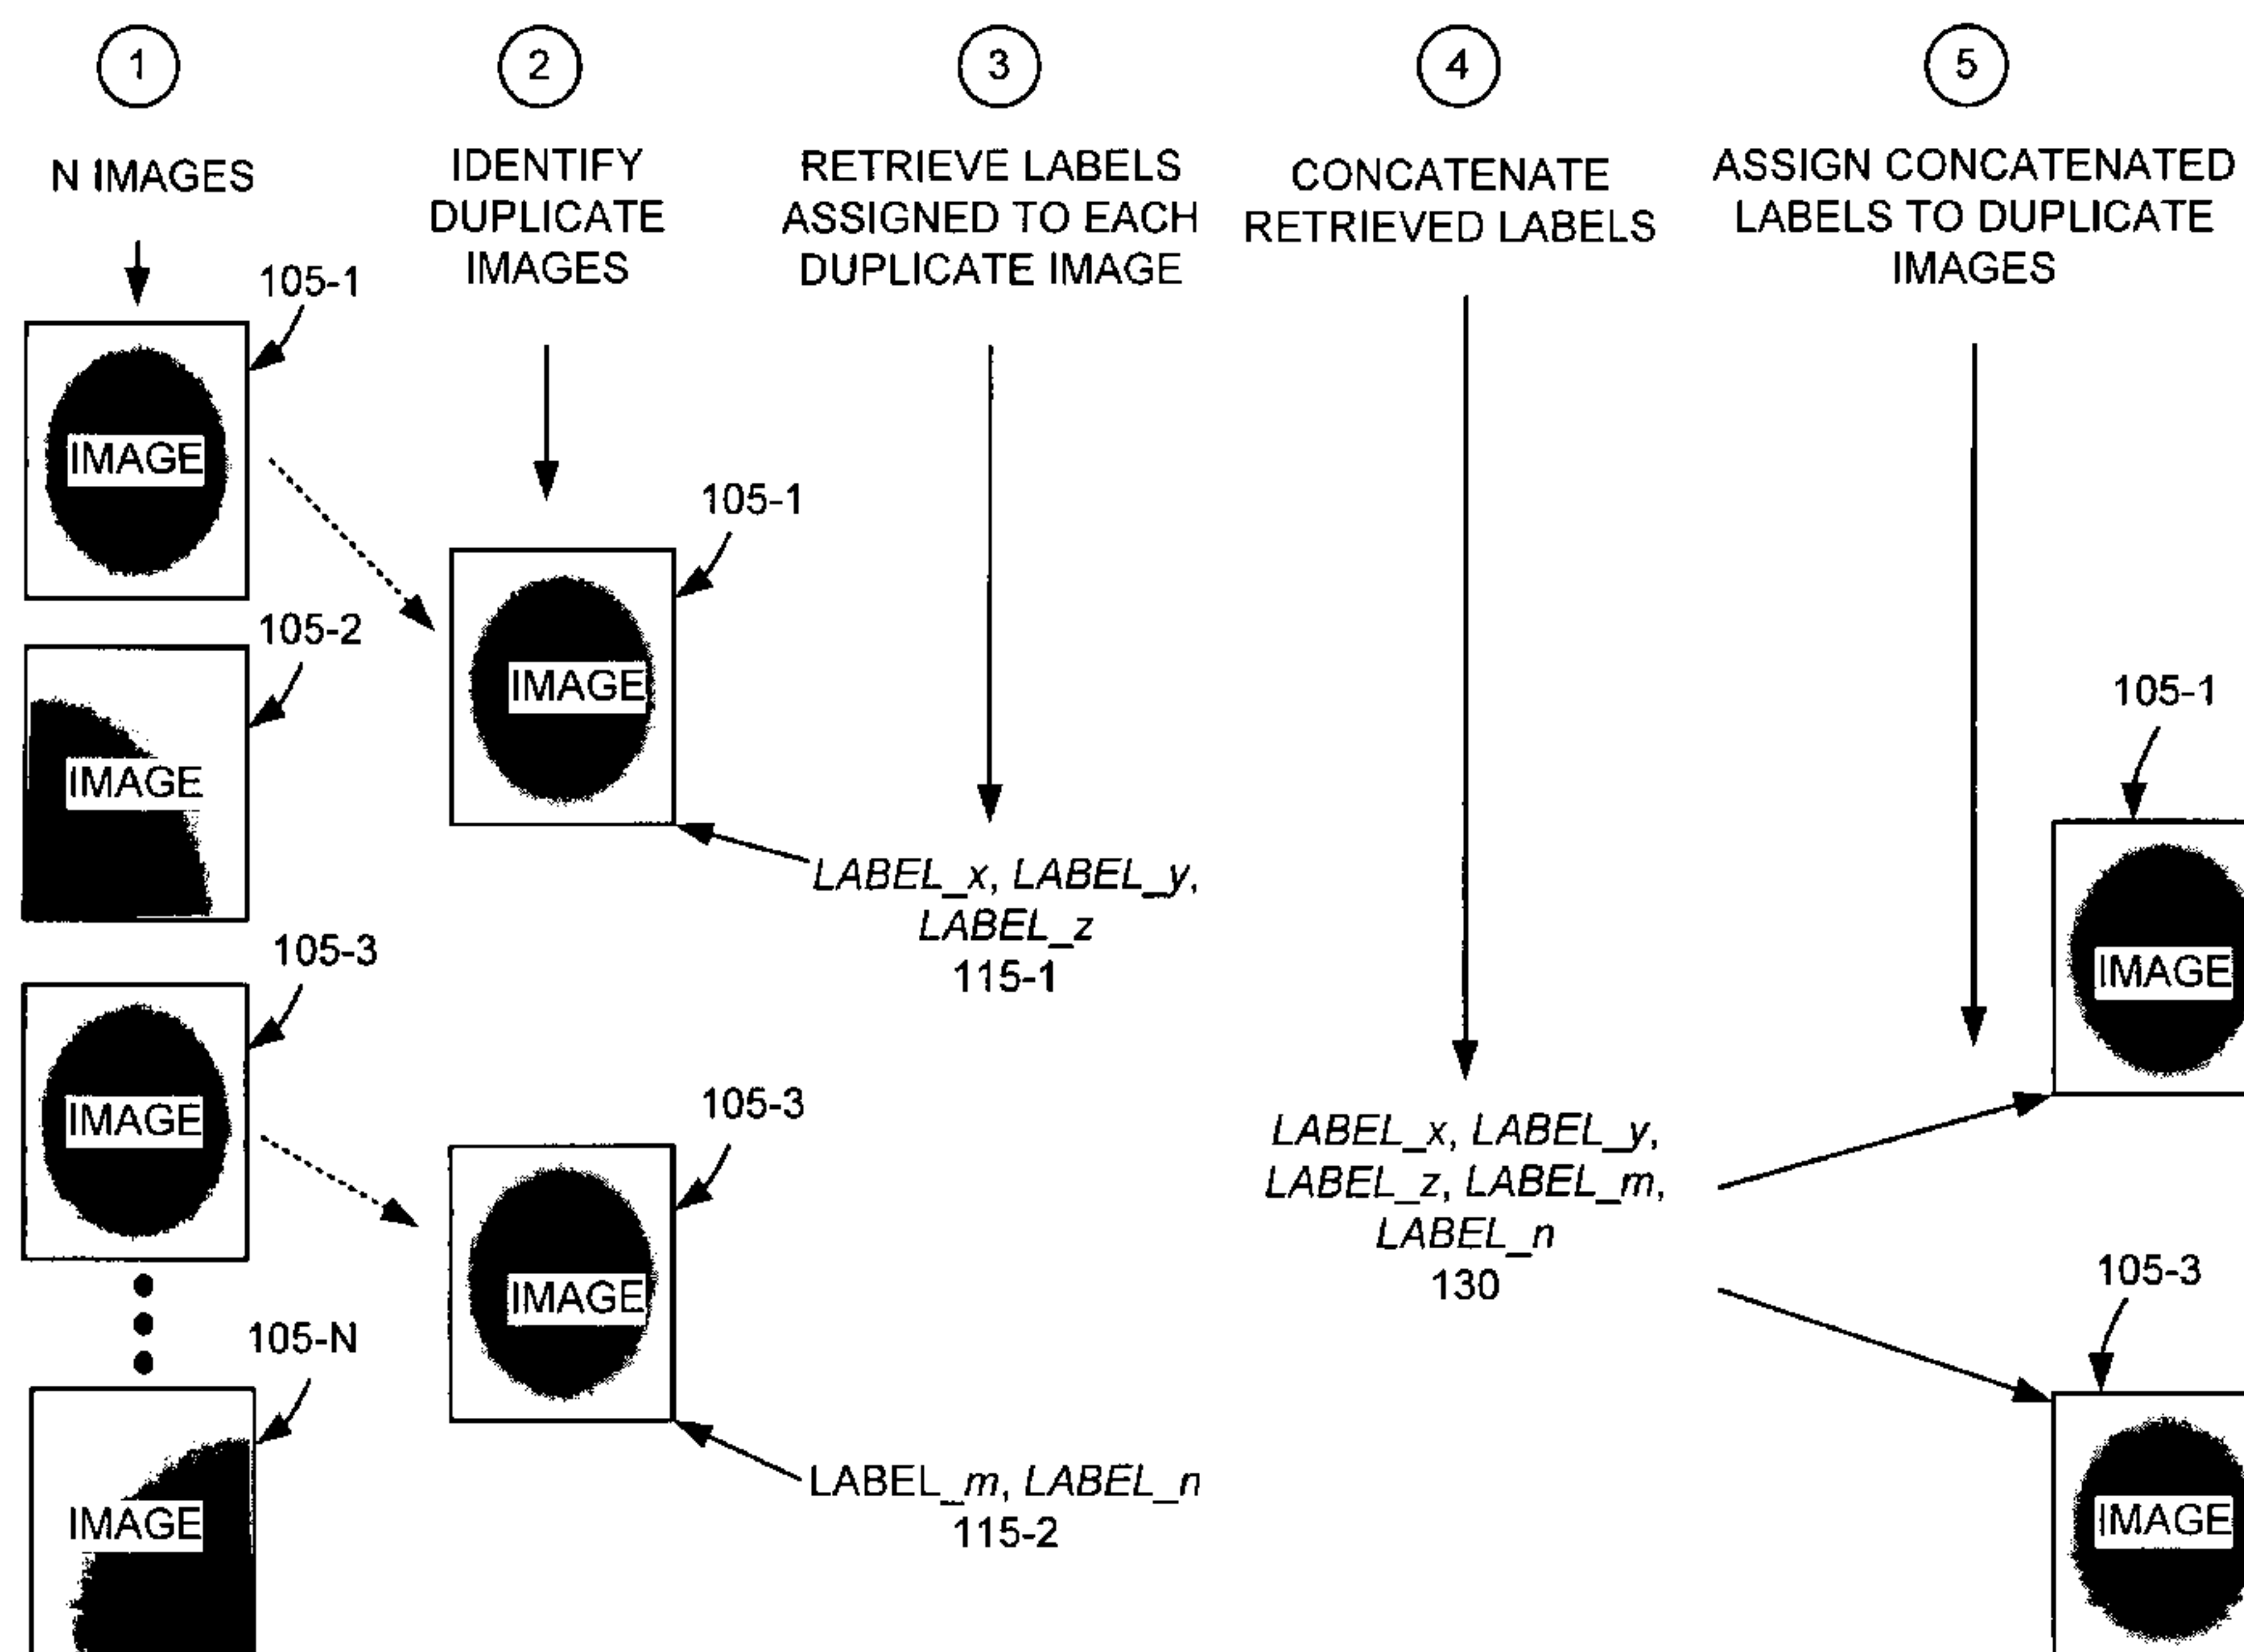 1
2
3
4
5
N IMAGES
IDENTIFY
DUPLICATE
IMAGES
RETRIEVE LABELS
ASSIGNED TO EACH
DUPLICATE IMAGE
CONCATENATE
RETRIEVED LABELS
ASSIGN CONCATENATED
LABELS TO DUPLICATE
IMAGES
105-1
IMAGE
105-2
IMAGE
105-3
IMAGE
105-N
IMAGE
105-1
IMAGE
105-3
IMAGE
LABEL_x, LABEL_y,
LABEL_z
115-1
LABEL_m, LABEL_n
115-2
LABEL_x, LABEL_y,
LABEL_z, LABEL_m,
LABEL_n
130
105-1
IMAGE
105-3
IMAGE